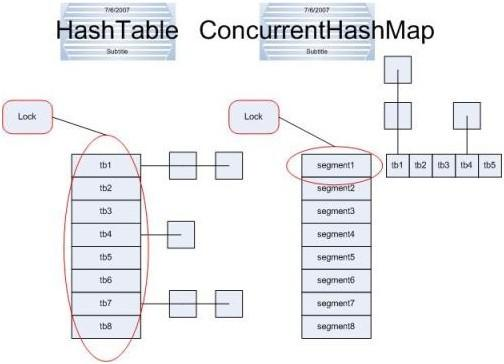 7/6/2007
HashTable
Subtitle
7/6/2007
ConcurrentHashMap
Subtitle
Lock
tb1
tb2
tb3
tb4
tb5
tb6
tb7
tb8
Lock
segment1
segment2
segment3
segment4
segment5
segment6
segment7
segment8
tb1 tb2 tb3 tb4 tb5